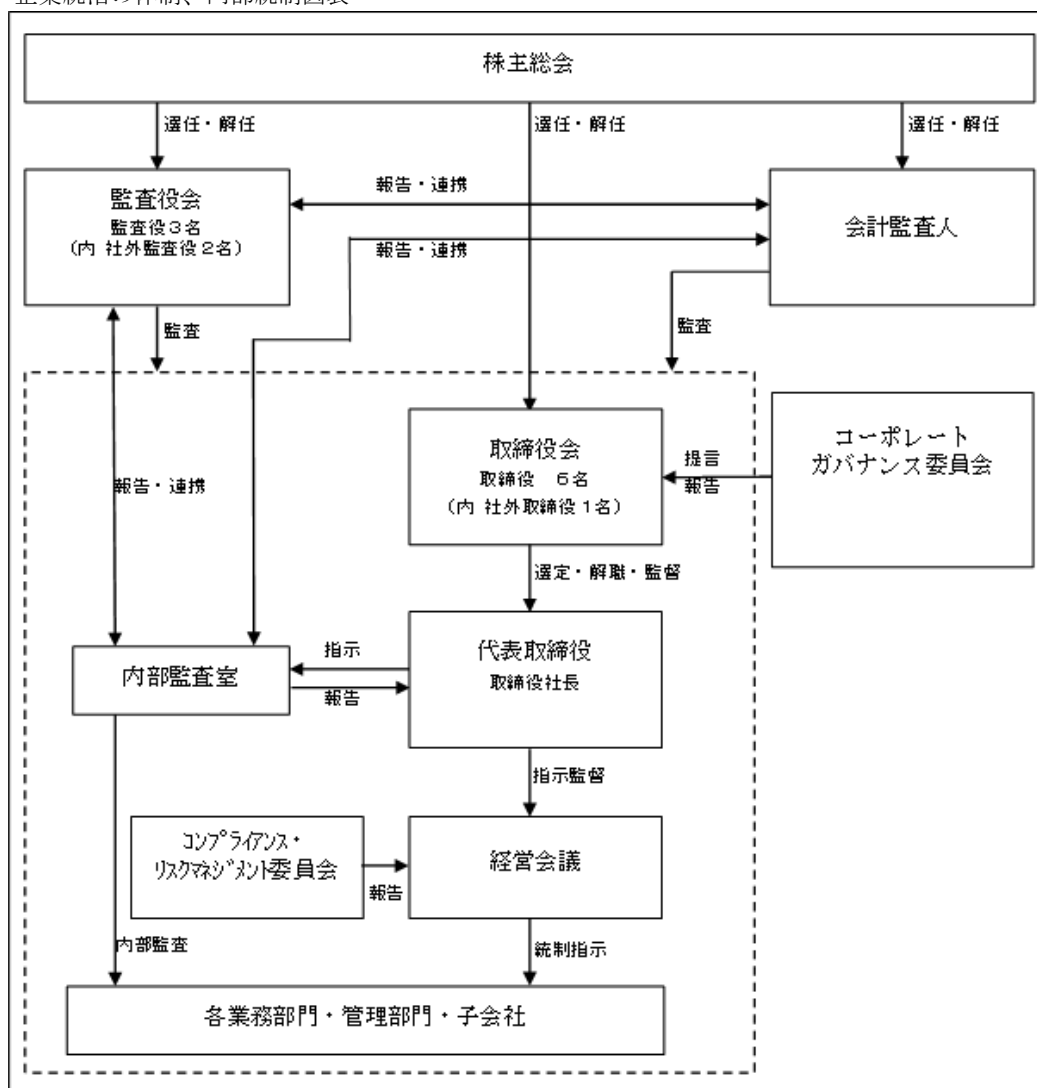 企業統治の体制、内部統制図表
株主総会
選任・解任
選任・解任
選任・解任
監査役会
監査役3名
(内 社外監査役2名)
報告・連携
報告・連携
会計監査人
監査
監査
取締役会
取締役 6名
(内 社外取締役1名)
提言
報告
コーポレート
ガバナンス委員会
報告・連携
選定・解職・監督
内部監査室
指示
報告
代表取締役
取締役社長
指示監督
コンプライアンス・
リスクマネジメント委員会
報告
経営会議
内部監査
統制指示
各業務部門・管理部門・子会社